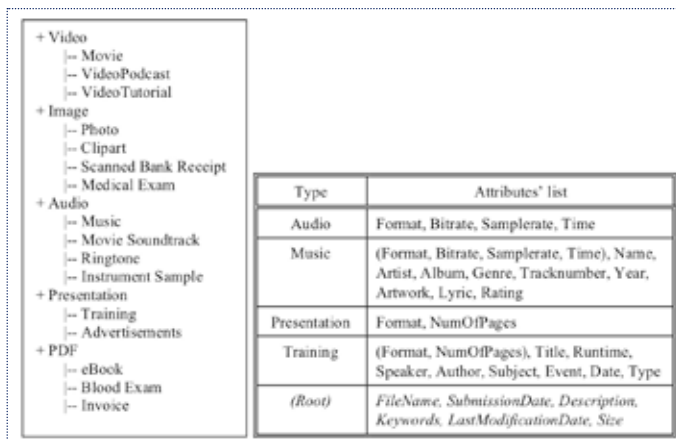 + Video
|-- Movie
|-- VideoPodcast
|-- VideoTutorial
+ Image
|-- Photo
|-- Clipart
|-- Scanned Bank Receipt
|-- Medical Exam
+ Audio
|-- Music
|-- Movie Soundtrack
|-- Ringtone
|-- Instrument Sample
+ Presentation
|-- Training
|-- Advertisements
+ PDF
|-- eBook
|-- Blood Exam
|-- Invoice
Type Attributes' list
Audio Format, Bitrate, Samplerate, Time
Music (Format, Bitrate, Samplerate, Time), Name,
Artist, Album, Genre, Tracknumber, Year,
Artwork, Lyric, Rating
Presentation Format, NumOfPages
Training (Format, NumOfPages), Title, Runtime,
Speaker, Author, Subject, Event, Date, Type
(Root) FileName, SubmissionDate, Description,
Keywords, LastModificationDate, Size